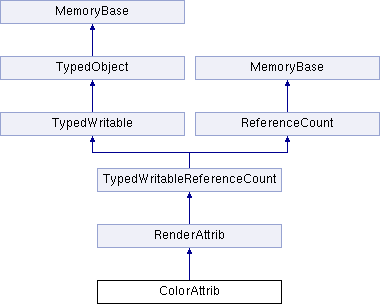 MemoryBase
TypedObject
MemoryBase
TypedWritable
ReferenceCount
TypedWritableReferenceCount
RenderAttrib
ColorAttrib